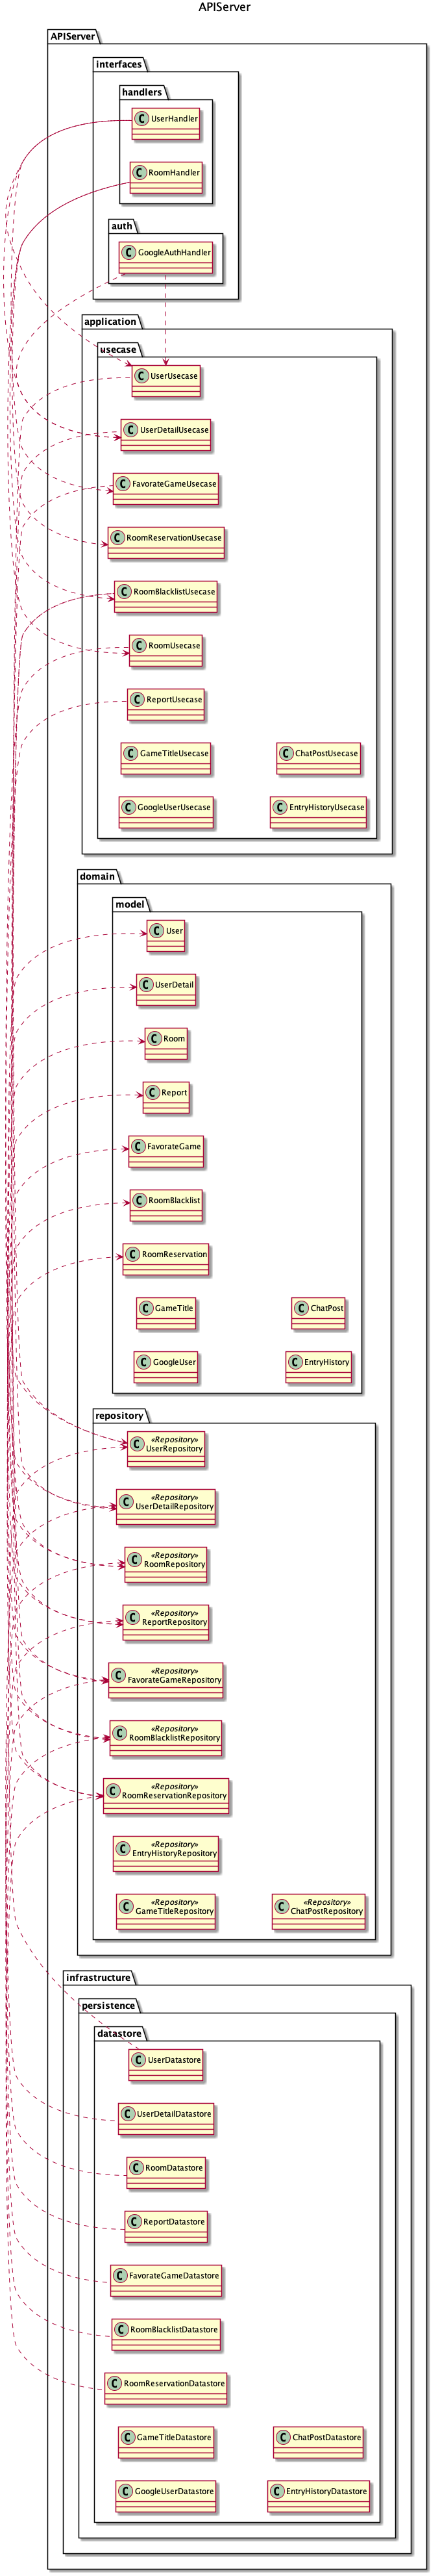 APIServer
APIServer
interfaces
handlers
C UserHandler
C RoomHandler
auth
C GoogleAuthHandler
application
usecase
C UserUsecase
C UserDetailUsecase
C FavorateGameUsecase
C RoomReservationUsecase
C RoomBlacklistUsecase
C RoomUsecase
C ReportUsecase
C GameTitleUsecase
C ChatPostUsecase
C GoogleUserUsecase
C EntryHistoryUsecase
domain
model
C User
C UserDetail
C Room
C Report
C FavorateGame
C RoomBlacklist
C RoomReservation
C GameTitle
C ChatPost
C GoogleUser
C EntryHistory
repository
«Repository»
C UserRepository
«Repository»
C UserDetailRepository
«Repository»
C RoomRepository
«Repository»
C ReportRepository
«Repository»
C FavorateGameRepository
«Repository»
C RoomBlacklistRepository
«Repository»
C RoomReservationRepository
«Repository»
C EntryHistoryRepository
«Repository»
C GameTitleRepository
«Repository»
C ChatPostRepository
infrastructure
persistence
datastore
C UserDatastore
C UserDetailDatastore
C RoomDatastore
C ReportDatastore
C FavorateGameDatastore
C RoomBlacklistDatastore
C RoomReservationDatastore
C GameTitleDatastore
C ChatPostDatastore
C GoogleUserDatastore
C EntryHistoryDatastore